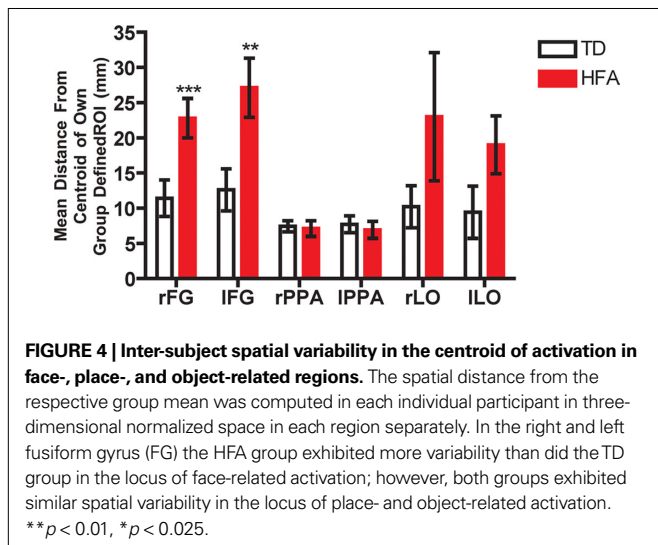 35
30
25
20
15
10
5
0
Mean Distance From
Centroid of Own
Group DefinedROI (mm)
***
**
TD
HFA
rFG lFG rPPA lPPA rLO lLO
FIGURE 4 | Inter-subject spatial variability in the centroid of activation in
face-, place-, and object-related regions. The spatial distance from the
respective group mean was computed in each individual participant in three-
dimensional normalized space in each region separately. In the right and left
fusiform gyrus (FG) the HFA group exhibited more variability than did the TD
group in the locus of face-related activation; however, both groups exhibited
similar spatial variability in the locus of place- and object-related activation.
**p < 0.01, *p < 0.025.